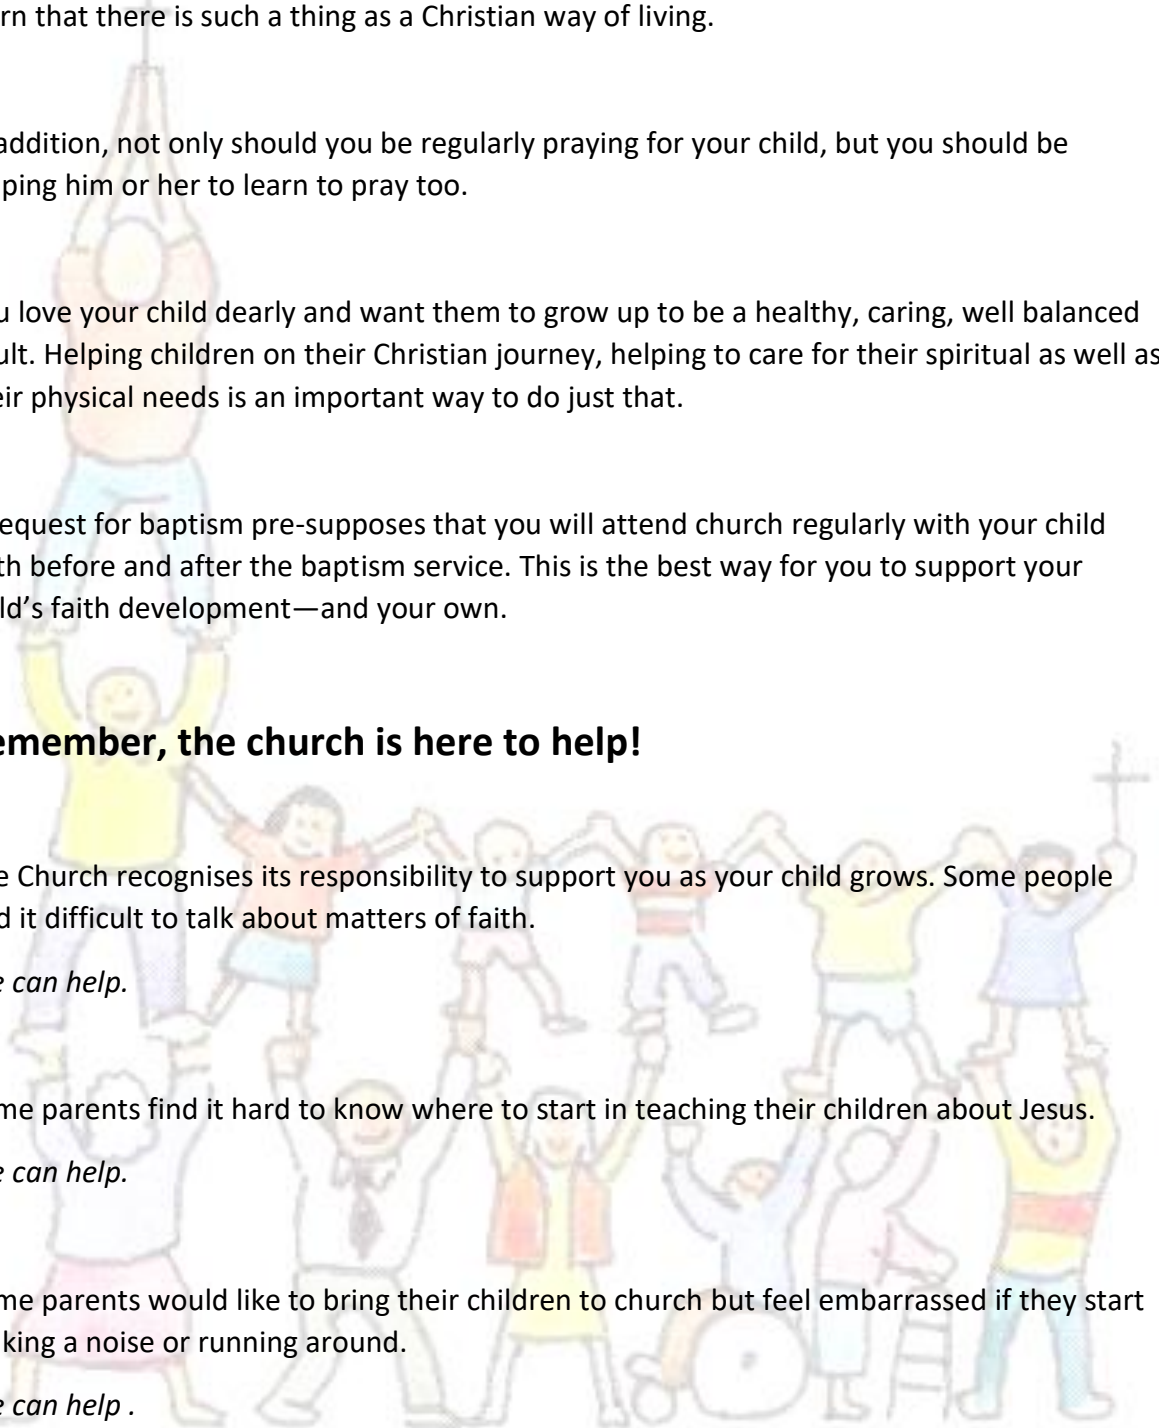 rn that there is such a thing as a Christian way of living.
addition, not only should you be regularly praying for your child, but you should be
ping him or her to learn to pray too.
u love your child dearly and want them to grow up to be a healthy, caring, well balanced
ult. Helping children on their Christian journey, helping to care for their spiritual as well as
eir physical needs is an important way to do just that.
equest for baptism pre-supposes that you will attend church regularly with your child
th before and after the baptism service. This is the best way for you to support your
ld’s faith development—and your own.
emember, the church is here to help!
e Church recognises its responsibility to support you as your child grows. Some people
d it difficult to talk about matters of faith.
e can help.
me parents find it hard to know where to start in teaching their children about Jesus.
e can help.
me parents would like to bring their children to church but feel embarrassed if they start
king a noise or running around.
e can help .